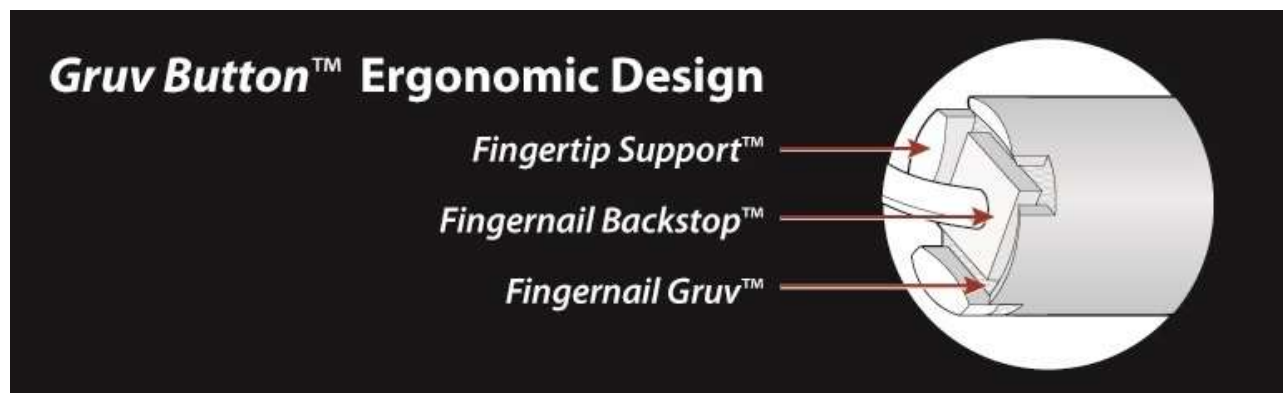 Gruv Button™ Ergonomic Design
Fingertip Support™
Fingernail Backstop™
Fingernail Gruv™